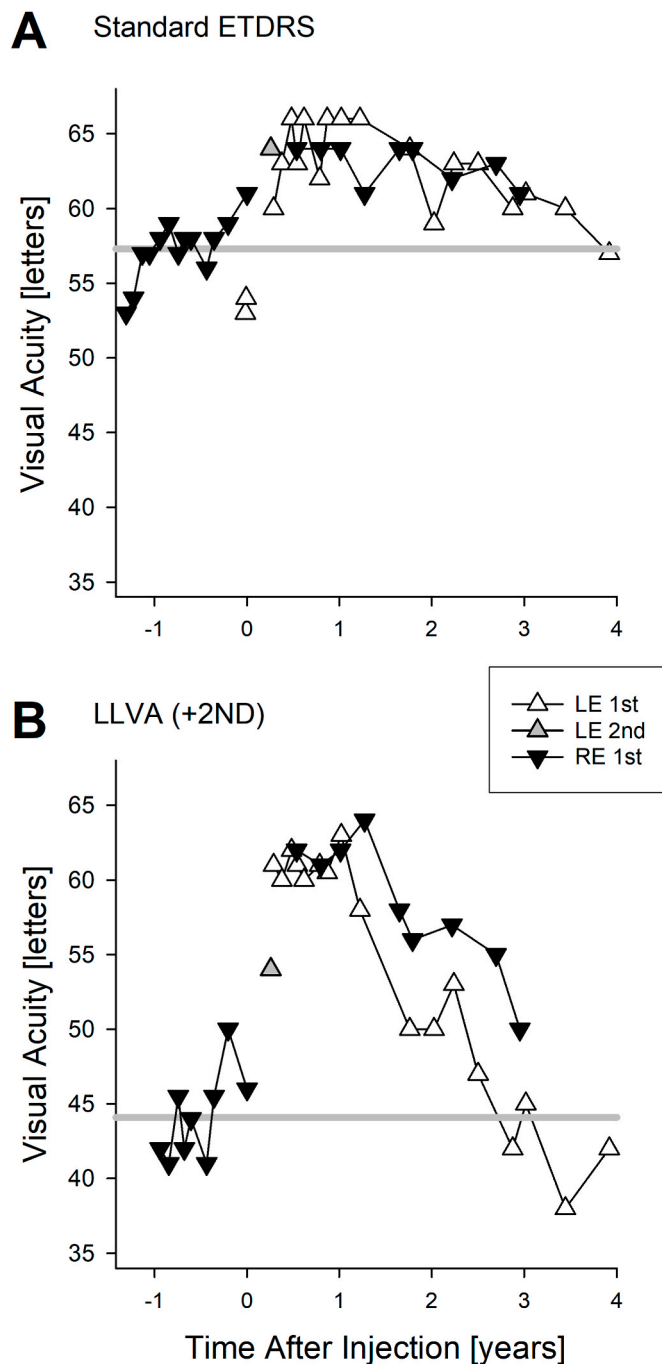 A Standard ETDRS
Visual Acuity [letters]
65
60
55
50
45
40
35
-1 0 1 2 3 4
LE 1st
LE 2nd
RE 1st
B LLVA (+2ND)
Visual Acuity [letters]
65
60
55
50
45
40
35
-1 0 1 2 3 4
Time After Injection [years]